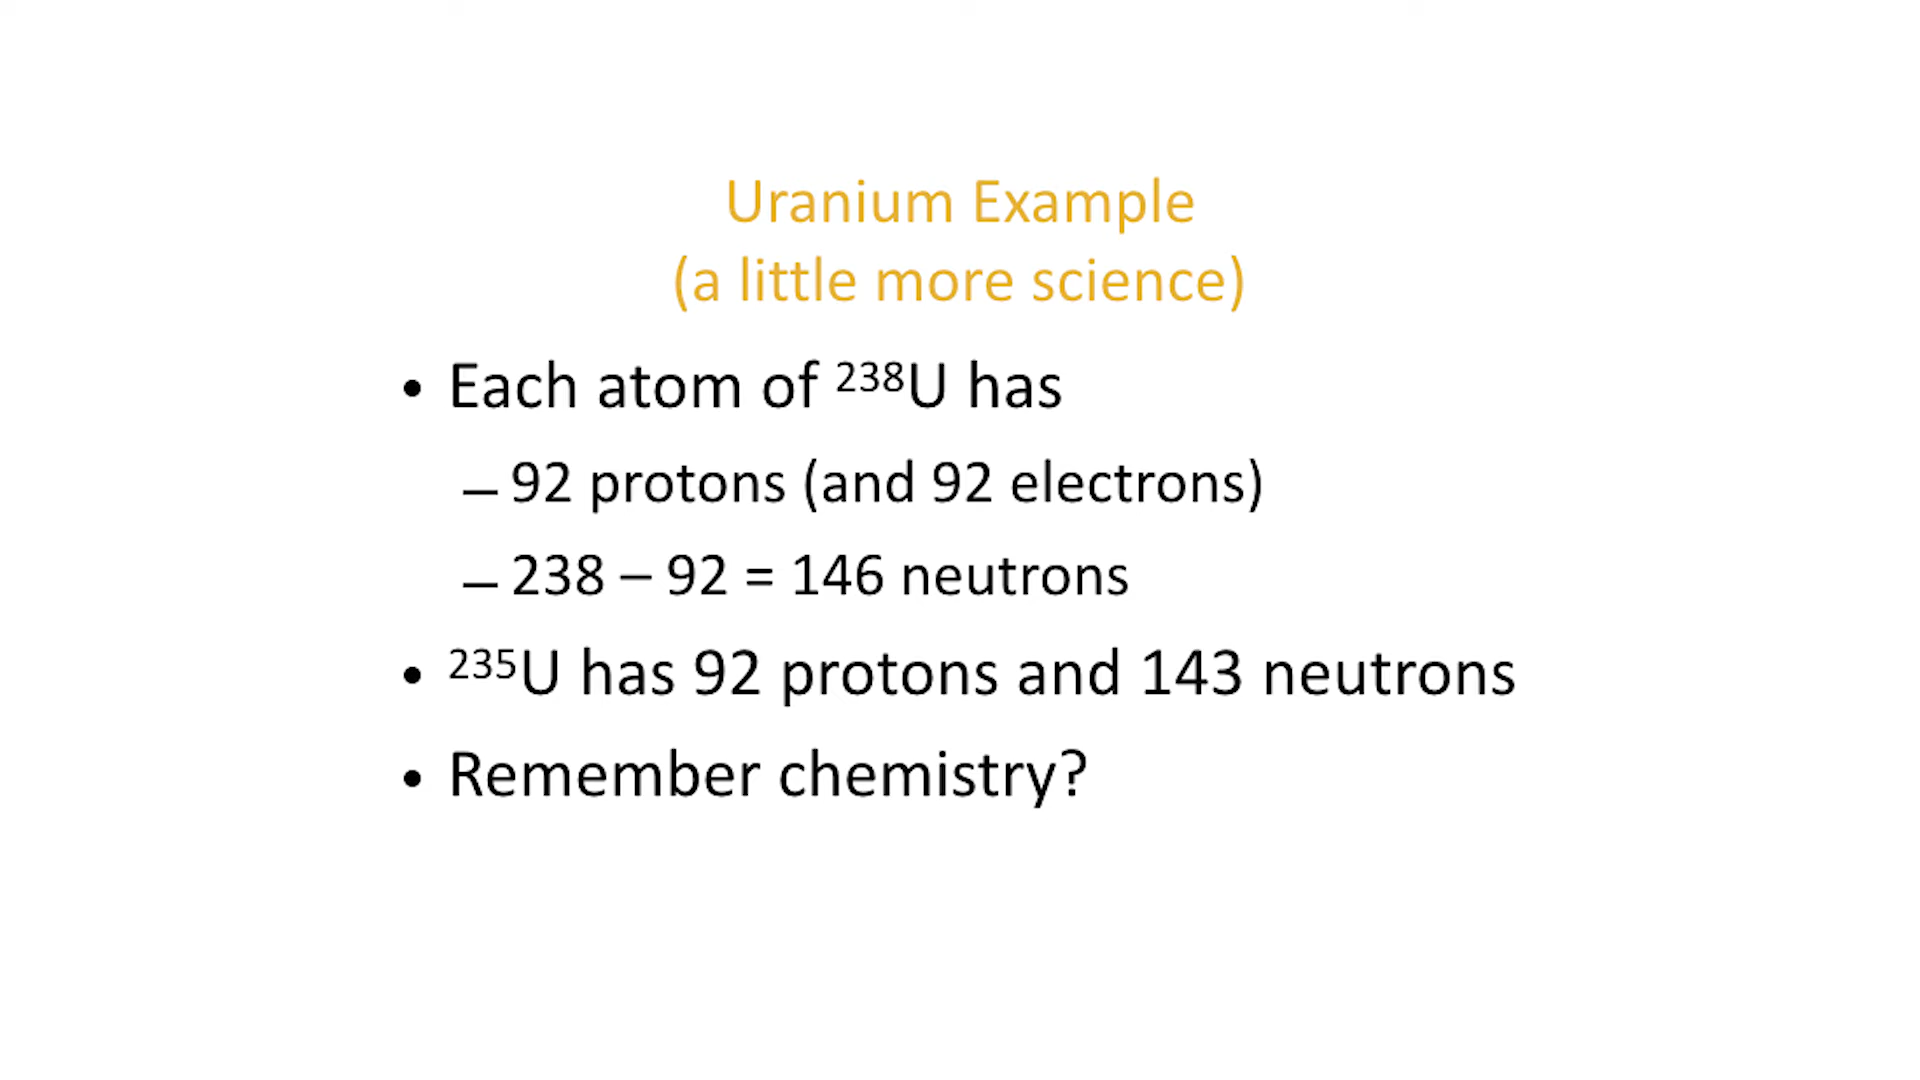 Uranium Example
(a little more science)
• Each atom of ²³⁸U has
– 92 protons (and 92 electrons)
– 238 – 92 = 146 neutrons
• ²³⁵U has 92 protons and 143 neutrons
• Remember chemistry?